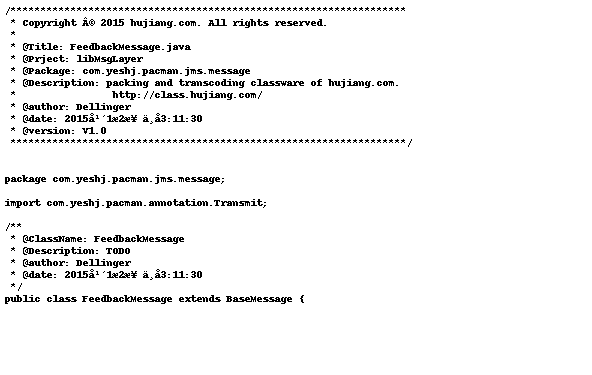 /******************************************************************
* Copyright Â© 2015 hujiang.com. All rights reserved.
*
* @Title: FeedbackMessage.java
* @Prject: libMsgLayer
* @Package: com.yeshj.pacman.jms.message
* @Description: packing and transcoding classware of hujiang.com.
* http://class.hujiang.com/
* @author: Dellinger
* @date: 2015å¹´1æ2æ¥ ä¸å3:11:30
* @version: V1.0
******************************************************************/
package com.yeshj.pacman.jms.message;
import com.yeshj.pacman.annotation.Transmit;
/**
* @ClassName: FeedbackMessage
* @Description: TODO
* @author: Dellinger
* @date: 2015å¹´1æ2æ¥ ä¸å3:11:30
*/
public class FeedbackMessage extends BaseMessage {